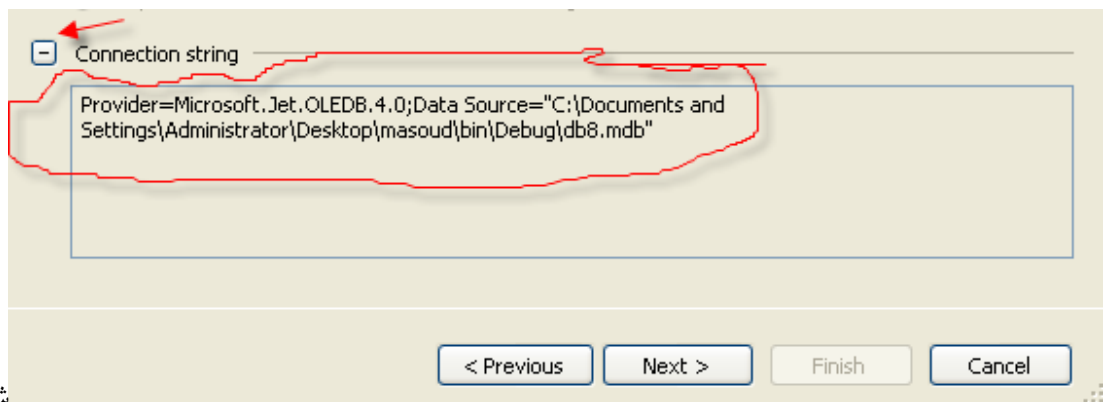 Connection string
Provider=Microsoft.Jet.OLEDB.4.0;Data Source="C:\Documents and
Settings\Administrator\Desktop\masoud\bin\Debug\db8.mdb"
< Previous
Next >
Finish
Cancel